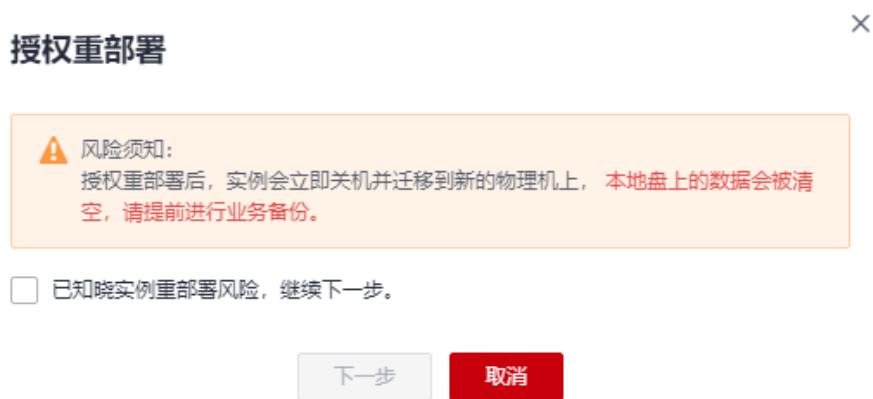 授权重部署
风险须知：
授权重部署后，实例会立即关机并迁移到新的物理机上， 本地盘上的数据会被清
空，请提前进行业务备份。
已知晓实例重部署风险，继续下一步。
下一步
取消